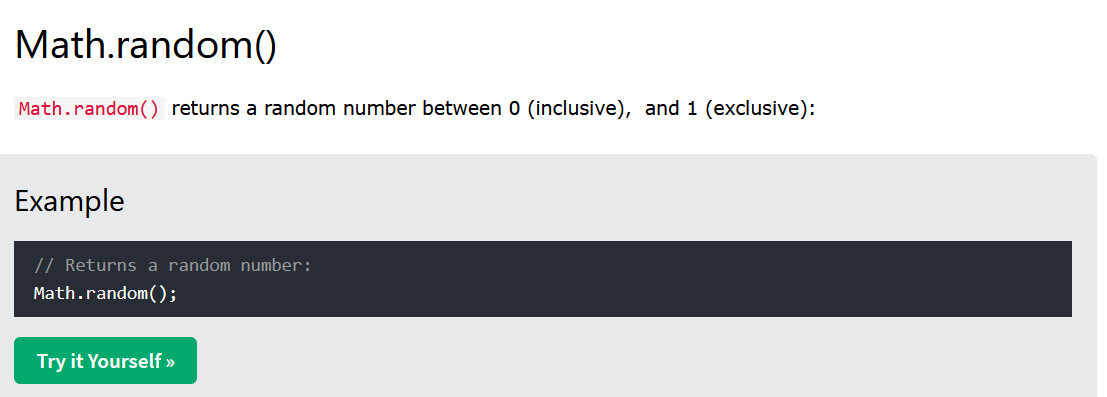 Math.random()
Math.random() returns a random number between 0 (inclusive),  and 1 (exclusive):
Example
// Returns a random number:
Math.random();
Try it Yourself »